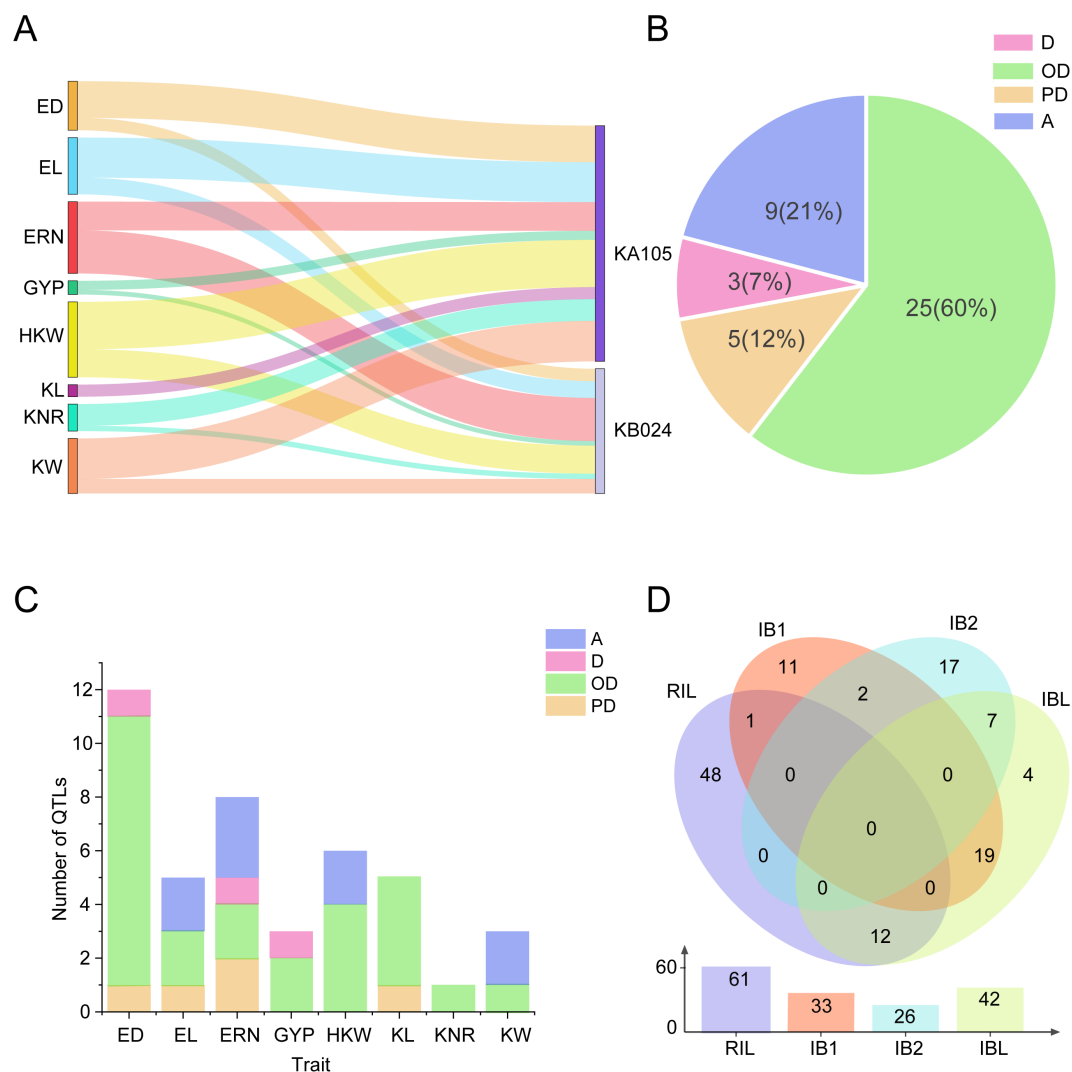 A
ED
EL
ERN
GYP
HKW
KL
KNR
KW
KA105
KB024
B
D
OD
PD
A
9(21%)
3(7%)
5(12%)
25(60%)
C
A
D
OD
PD
Number of QTLs
12
10
8
6
4
2
0
ED EL ERN GYP HKW KL KNR KW
Trait
D
IB1 IB2
RIL IBL
11 17
2
1 7
48 0 0 4
0
0 19
0 0
12
60
0
61 33 26 42
RIL IB1 IB2 IBL